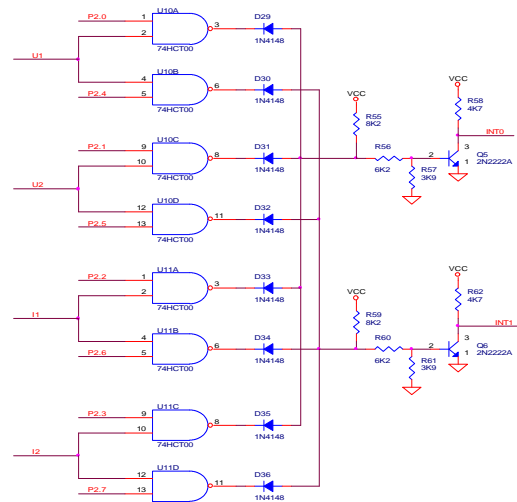 U10A
P2.0 1
2
3
74HCT00
D29
1N4148
U1
U10B
4
P2.4 5
6
74HCT00
D30
1N4148
U10C
P2.1 9
10
8
74HCT00
D31
1N4148
U2
U10D
12
P2.5 13
11
74HCT00
D32
1N4148
U11A
P2.2 1
2
3
74HCT00
D33
1N4148
I1
U11B
4
P2.6 5
6
74HCT00
D34
1N4148
U11C
P2.3 9
10
8
74HCT00
D35
1N4148
I2
U11D
12
P2.7 13
11
74HCT00
D36
1N4148
VCC
R55
8K2
R56
6K2
R57
3K9
VCC
R58
4K7
INT0
2
3
1
Q5
2N2222A
VCC
R59
8K2
R60
6K2
R61
3K9
VCC
R62
4K7
INT1
2
3
1
Q6
2N2222A